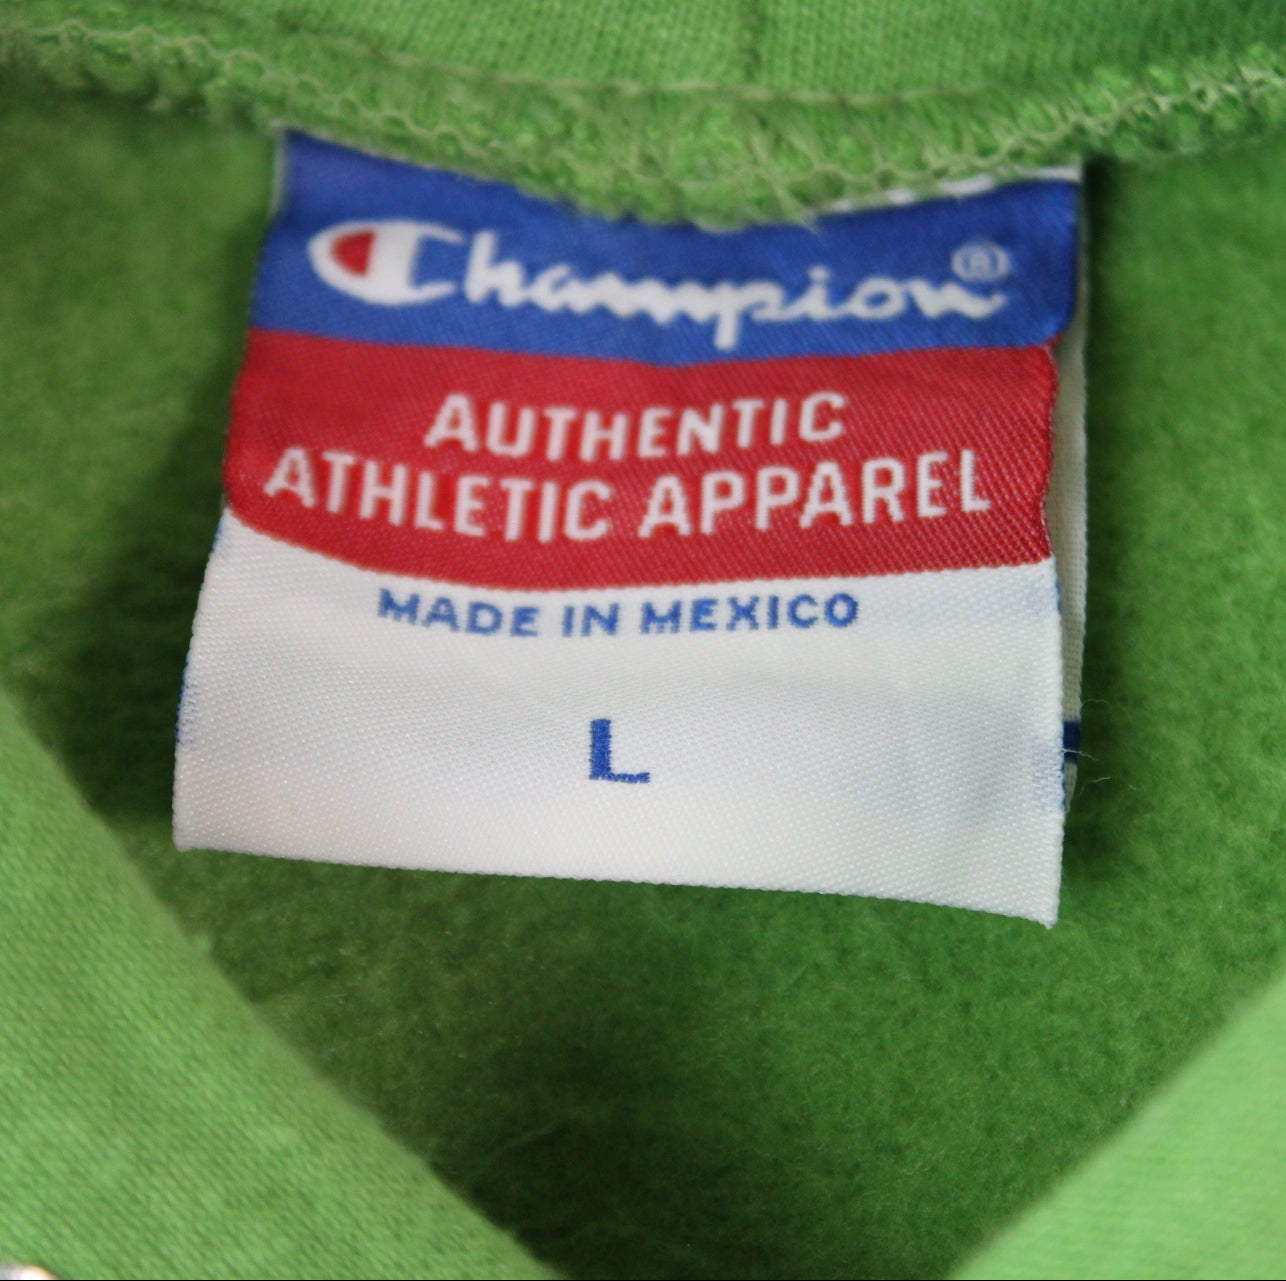 Champion®
AUTHENTIC
ATHLETIC APPAREL
MADE IN MEXICO
L